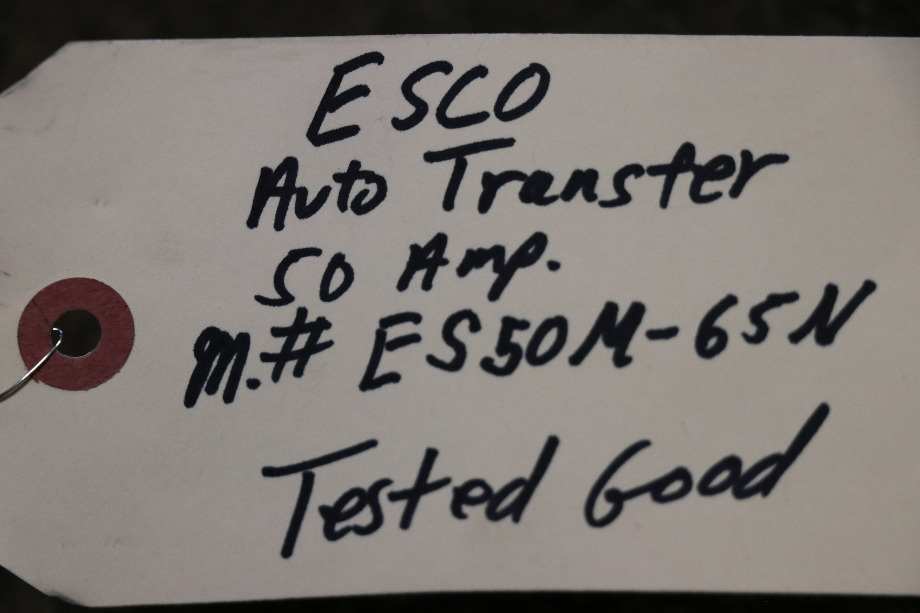 ESCO
Auto Transfer
50 Amp.
M.# ES50M-65N
Tested Good